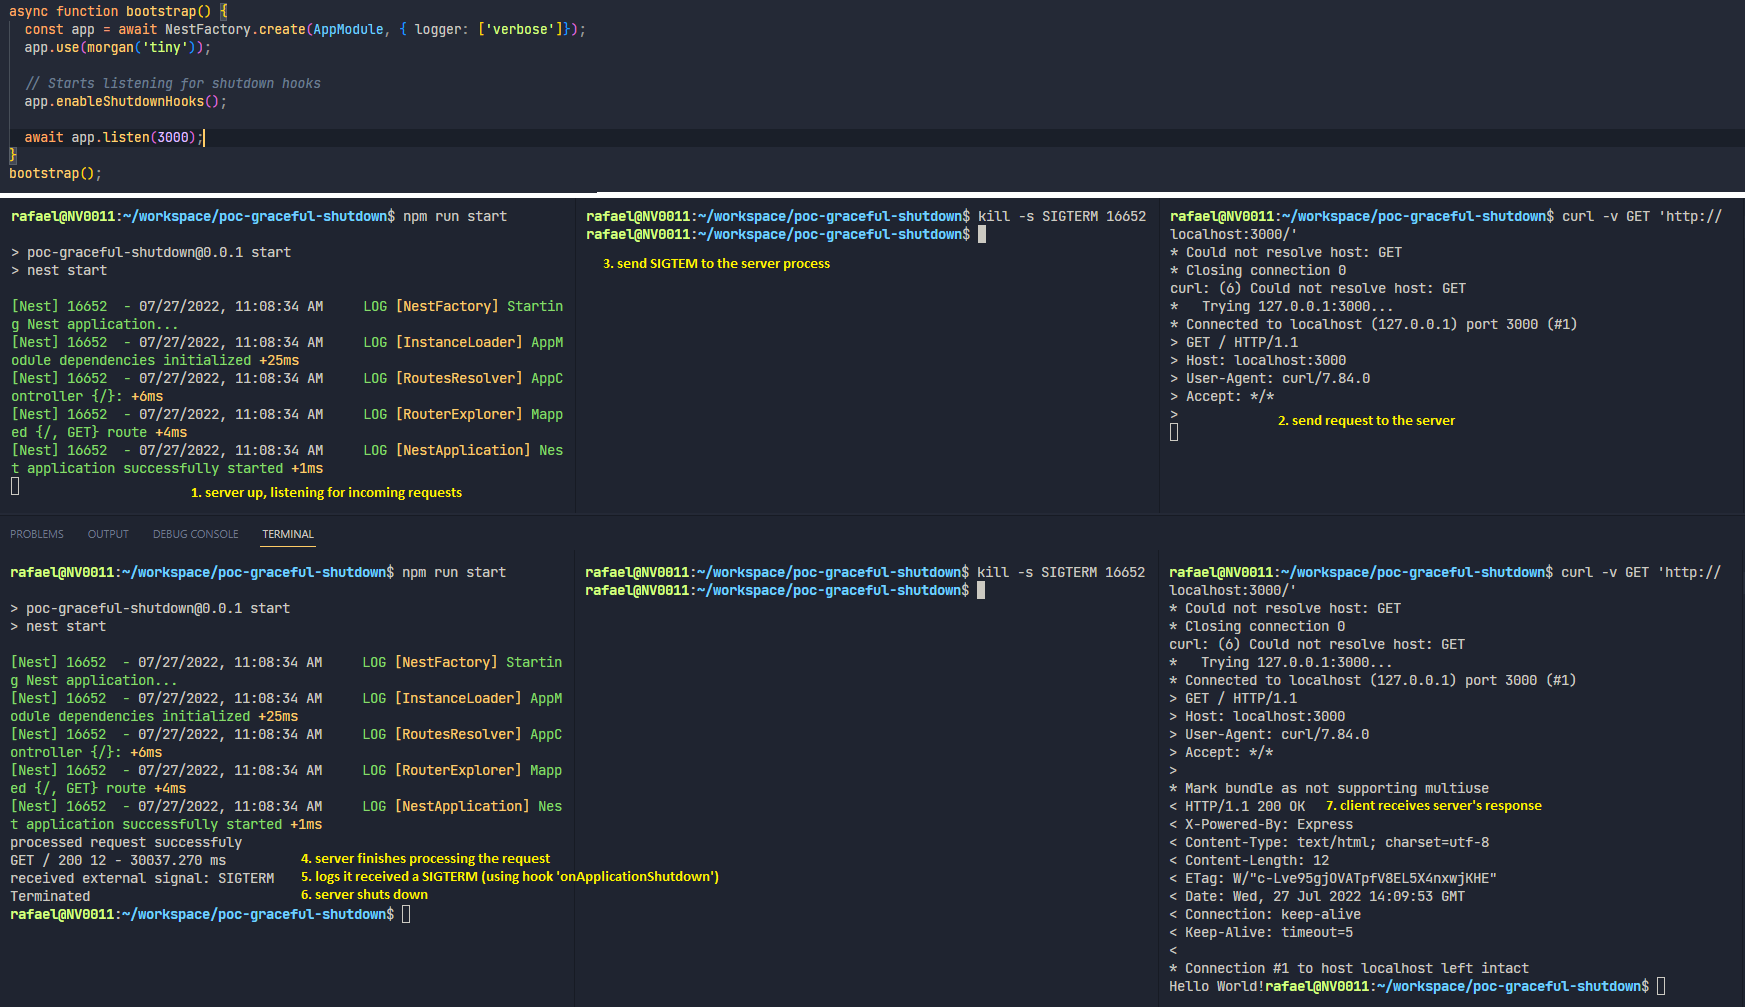 async function bootstrap() {
const app = await NestFactory.create(AppModule, { logger: ['verbose']});
app.use(morgan('tiny'));
// Starts listening for shutdown hooks
app.enableShutdownHooks();
await app.listen(3000);
}
bootstrap();
rafael@NV0011:~/workspace/poc-graceful-shutdown$ npm run start
> poc-graceful-shutdown@0.0.1 start
> nest start
[Nest] 16652  - 07/27/2022, 11:08:34 AM     LOG [NestFactory] Startin
g Nest application...
[Nest] 16652  - 07/27/2022, 11:08:34 AM     LOG [InstanceLoader] AppM
odule dependencies initialized +25ms
[Nest] 16652  - 07/27/2022, 11:08:34 AM     LOG [RoutesResolver] AppC
ontroller {/}: +6ms
[Nest] 16652  - 07/27/2022, 11:08:34 AM     LOG [RouterExplorer] Mapp
ed {/, GET} route +4ms
[Nest] 16652  - 07/27/2022, 11:08:34 AM     LOG [NestApplication] Nes
t application successfully started +1ms
1. server up, listening for incoming requests
rafael@NV0011:~/workspace/poc-graceful-shutdown$ kill -s SIGTERM 16652
rafael@NV0011:~/workspace/poc-graceful-shutdown$
3. send SIGTEM to the server process
rafael@NV0011:~/workspace/poc-graceful-shutdown$ curl -v GET 'http://
localhost:3000/'
* Could not resolve host: GET
* Closing connection 0
curl: (6) Could not resolve host: GET
*   Trying 127.0.0.1:3000...
* Connected to localhost (127.0.0.1) port 3000 (#1)
> GET / HTTP/1.1
> Host: localhost:3000
> User-Agent: curl/7.84.0
> Accept: */*
>
2. send request to the server
PROBLEMS OUTPUT DEBUG CONSOLE TERMINAL
rafael@NV0011:~/workspace/poc-graceful-shutdown$ npm run start
> poc-graceful-shutdown@0.0.1 start
> nest start
[Nest] 16652  - 07/27/2022, 11:08:34 AM     LOG [NestFactory] Startin
g Nest application...
[Nest] 16652  - 07/27/2022, 11:08:34 AM     LOG [InstanceLoader] AppM
odule dependencies initialized +25ms
[Nest] 16652  - 07/27/2022, 11:08:34 AM     LOG [RoutesResolver] AppC
ontroller {/}: +6ms
[Nest] 16652  - 07/27/2022, 11:08:34 AM     LOG [RouterExplorer] Mapp
ed {/, GET} route +4ms
[Nest] 16652  - 07/27/2022, 11:08:34 AM     LOG [NestApplication] Nes
t application successfully started +1ms
processed request successfuly
GET / 200 12 - 30037.270 ms 4. server finishes processing the request
received external signal: SIGTERM 5. logs it received a SIGTERM (using hook 'onApplicationShutdown')
Terminated 6. server shuts down
rafael@NV0011:~/workspace/poc-graceful-shutdown$
rafael@NV0011:~/workspace/poc-graceful-shutdown$ kill -s SIGTERM 16652
rafael@NV0011:~/workspace/poc-graceful-shutdown$
rafael@NV0011:~/workspace/poc-graceful-shutdown$ curl -v GET 'http://
localhost:3000/'
* Could not resolve host: GET
* Closing connection 0
curl: (6) Could not resolve host: GET
*   Trying 127.0.0.1:3000...
* Connected to localhost (127.0.0.1) port 3000 (#1)
> GET / HTTP/1.1
> Host: localhost:3000
> User-Agent: curl/7.84.0
> Accept: */*
>
* Mark bundle as not supporting multiuse
< HTTP/1.1 200 OK 7. client receives server's response
< X-Powered-By: Express
< Content-Type: text/html; charset=utf-8
< Content-Length: 12
< ETag: W/"c-Lve95gjOVATpfV8EL5X4nxwjKHE"
< Date: Wed, 27 Jul 2022 14:09:53 GMT
< Connection: keep-alive
< Keep-Alive: timeout=5
<
* Connection #1 to host localhost left intact
Hello World!rafael@NV0011:~/workspace/poc-graceful-shutdown$